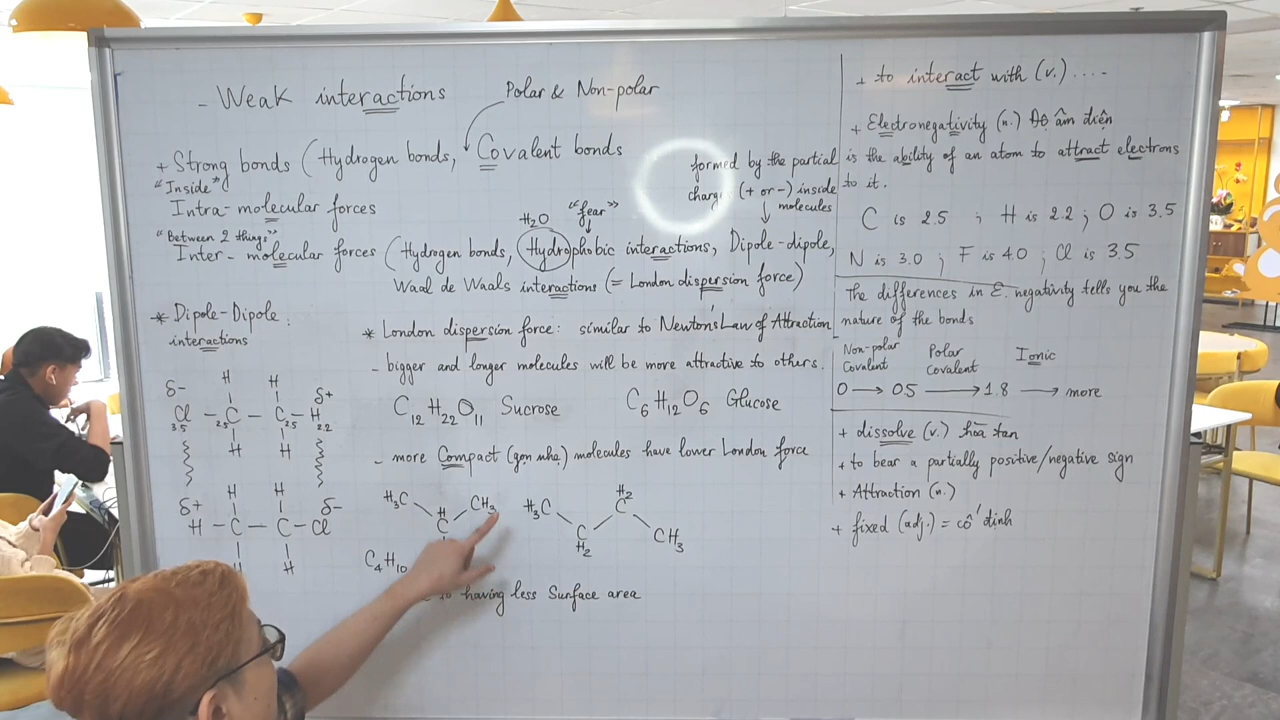 - Weak interactions
Polar & Non-polar
+ Strong bonds (Hydrogen bonds, Covalent bonds
"Inside"
Intra-molecular forces
"Between 2 things"
H₂O "fear"
Inter-molecular forces (Hydrogen bonds, Hydrophobic interactions, Dipole-dipole,
Waal de Waals interactions (= London dispersion force)
formed by the partial
(+ or -) inside
molecules
* Dipole-Dipole:
interactions
δ- H H δ+
Cl - C - C - H
3.5 2.5 2.5 2.2
H H
H H
δ+ δ-
H - C - C - Cl
H H
* London dispersion force: similar to Newton's Law of Attraction
- bigger and longer molecules will be more attractive to others.
C₁₂H₂₂O₁₁ Sucrose C₆H₁₂O₆ Glucose
- more Compact (gọn nhẹ) molecules have lower London force
H₃C CH₃ H₃C H₂
H C
C C CH₃
H₂
C₄H₁₀
having less Surface area
+ to interact with (v.) ....
+ Electronegativity (n.) Độ âm điện
is the ability of an atom to attract electrons
to it.
C is 2.5 ; H is 2.2 ; O is 3.5
N is 3.0 ; F is 4.0 ; Cl is 3.5
The differences in E. negativity tells you the
nature of the bonds
Non-polar Polar Ionic
Covalent Covalent
0 → 0.5 → 1.8 → more
+ dissolve (v.) hòa tan
+ to bear a partially positive/negative sign
+ Attraction (n.)
+ fixed (adj.) = cố định